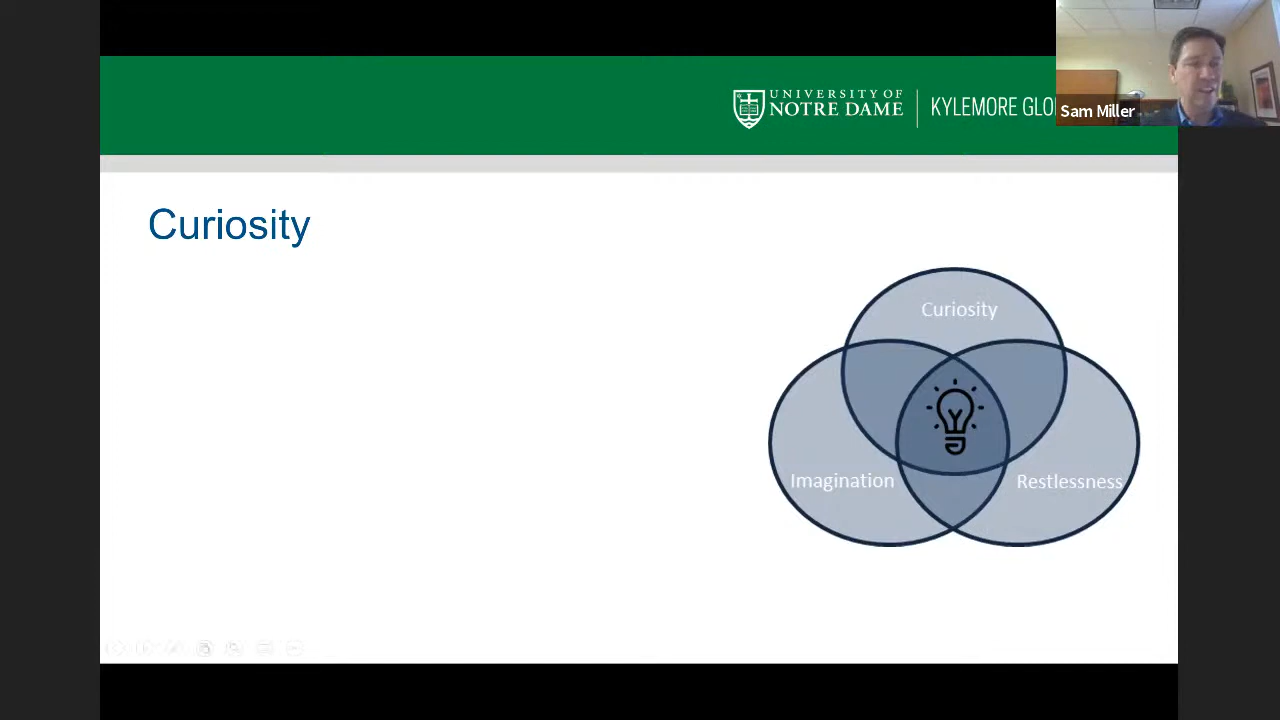 UNIVERSITY OF
NOTRE DAME
KYLEMORE GLO
Sam Miller
Curiosity
Curiosity
Imagination
Restlessness